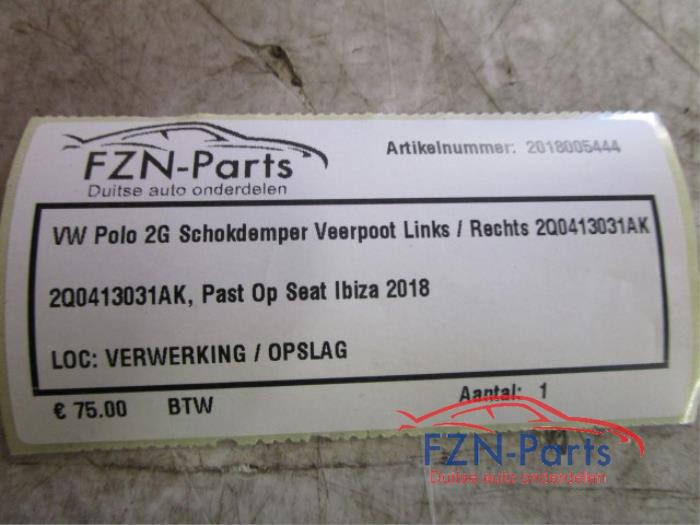 FZN-Parts
Duitse auto onderdelen
Artikelnummer: 2018005444
VW Polo 2G Schokdemper Veerpoot Links / Rechts 2Q0413031AK
2Q0413031AK, Past Op Seat Ibiza 2018
LOC: VERWERKING / OPSLAG
€ 75.00 BTW Aantal: 1
FZN-Parts
Duitse auto onderdelen